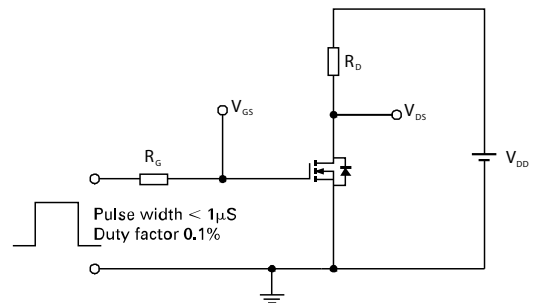 R_D
V_GS
V_DS
R_G
V_DD
Pulse width < 1μS
Duty factor 0.1%